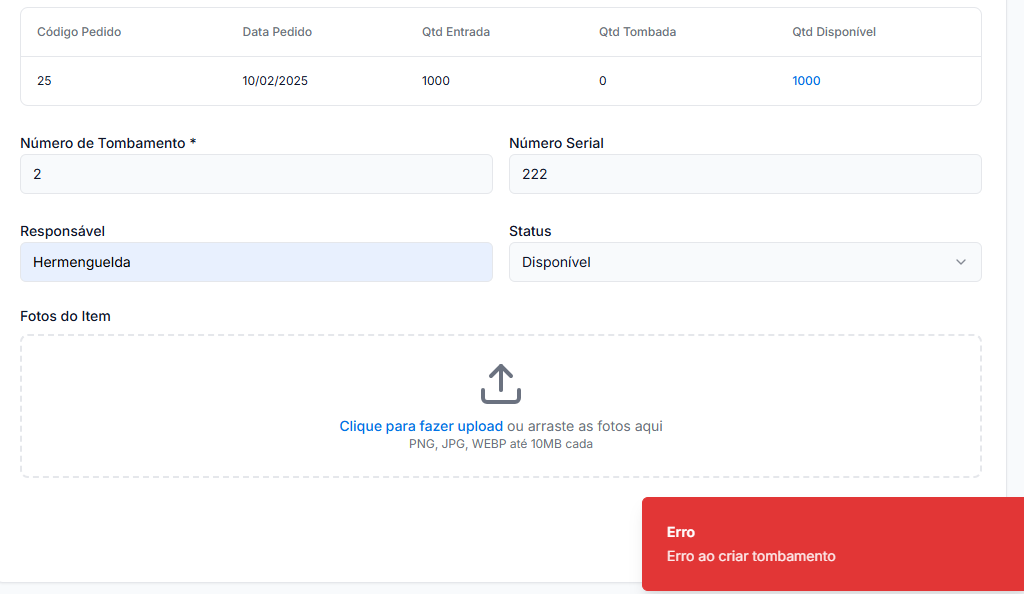 Código Pedido Data Pedido Qtd Entrada Qtd Tombada Qtd Disponível
25 10/02/2025 1000 0 1000
Número de Tombamento * Número Serial
2 222
Responsável Status
Hermenguelda Disponível
Fotos do Item
Clique para fazer upload ou arraste as fotos aqui
PNG, JPG, WEBP até 10MB cada
Erro
Erro ao criar tombamento